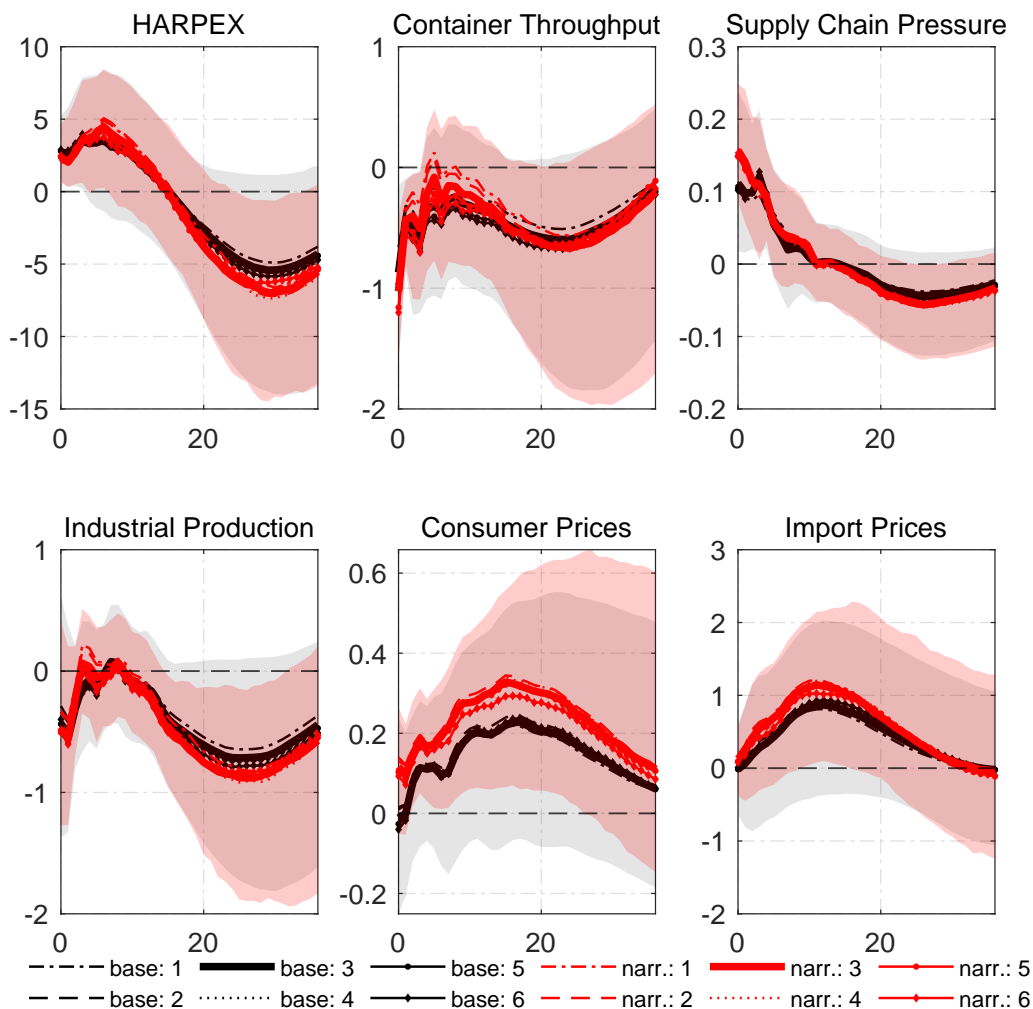 HARPEX Container Throughput Supply Chain Pressure
10 1 0.3
5 0.2
0 0.1
0
-5 -1 0
-10 -0.1
-15 -2 -0.2
0 20 0 20 0 20
Industrial Production Consumer Prices Import Prices
1 0.6 3
2
0 0.4 1
0.2
-1 0 0
-1
-2 -0.2 -2
0 20 0 20 0 20
base: 1 base: 3 base: 5 narr.: 1 narr.: 3 narr.: 5
base: 2 base: 4 base: 6 narr.: 2 narr.: 4 narr.: 6